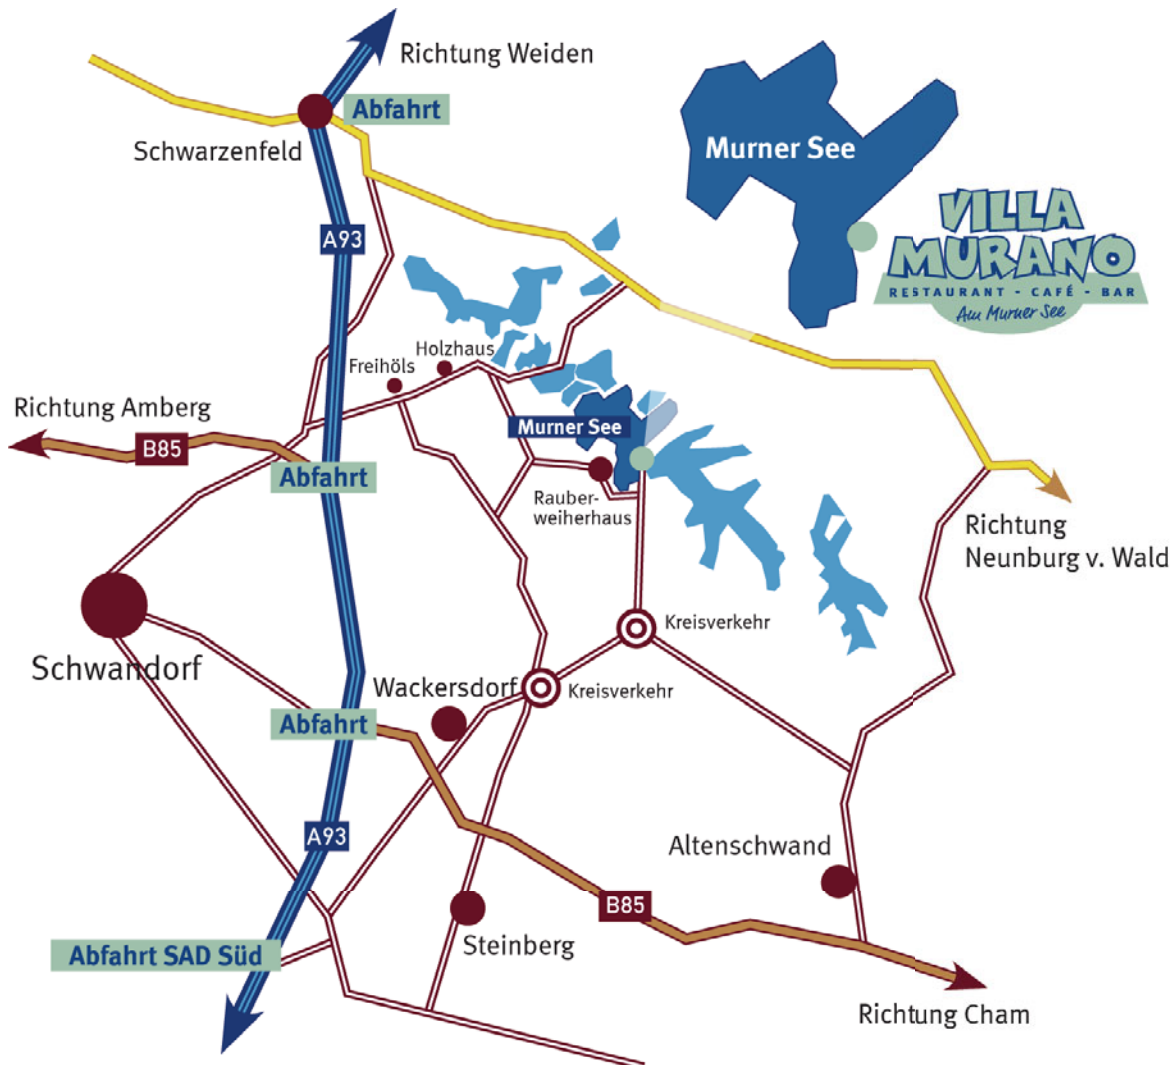 Richtung Weiden
Abfahrt
Schwarzenfeld
Murner See
VILLA
MURANO
RESTAURANT - CAFÉ - BAR
Am Murner See
A93
Holzhaus
Freihöls
Richtung Amberg
B85
Abfahrt
Murner See
Rauber-
weiherhaus
Richtung
Neunburg v. Wald
Kreisverkehr
Schwandorf
Wackersdorf
Kreisverkehr
Abfahrt
A93
Altenschwand
B85
Steinberg
Abfahrt SAD Süd
Richtung Cham